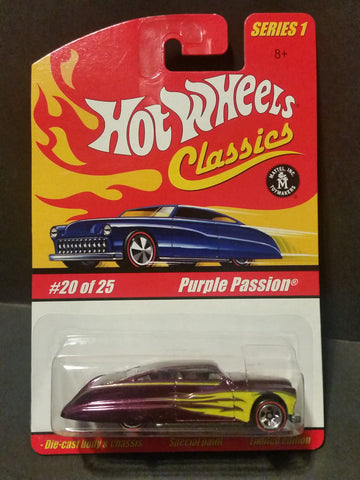 SERIES 1
8+
HOT WHEELS
Classics
MATTEL, INC.
M
TOYMAKERS
#20 of 25
Purple Passion®
Die-cast body & chassis Special paint Limited edition